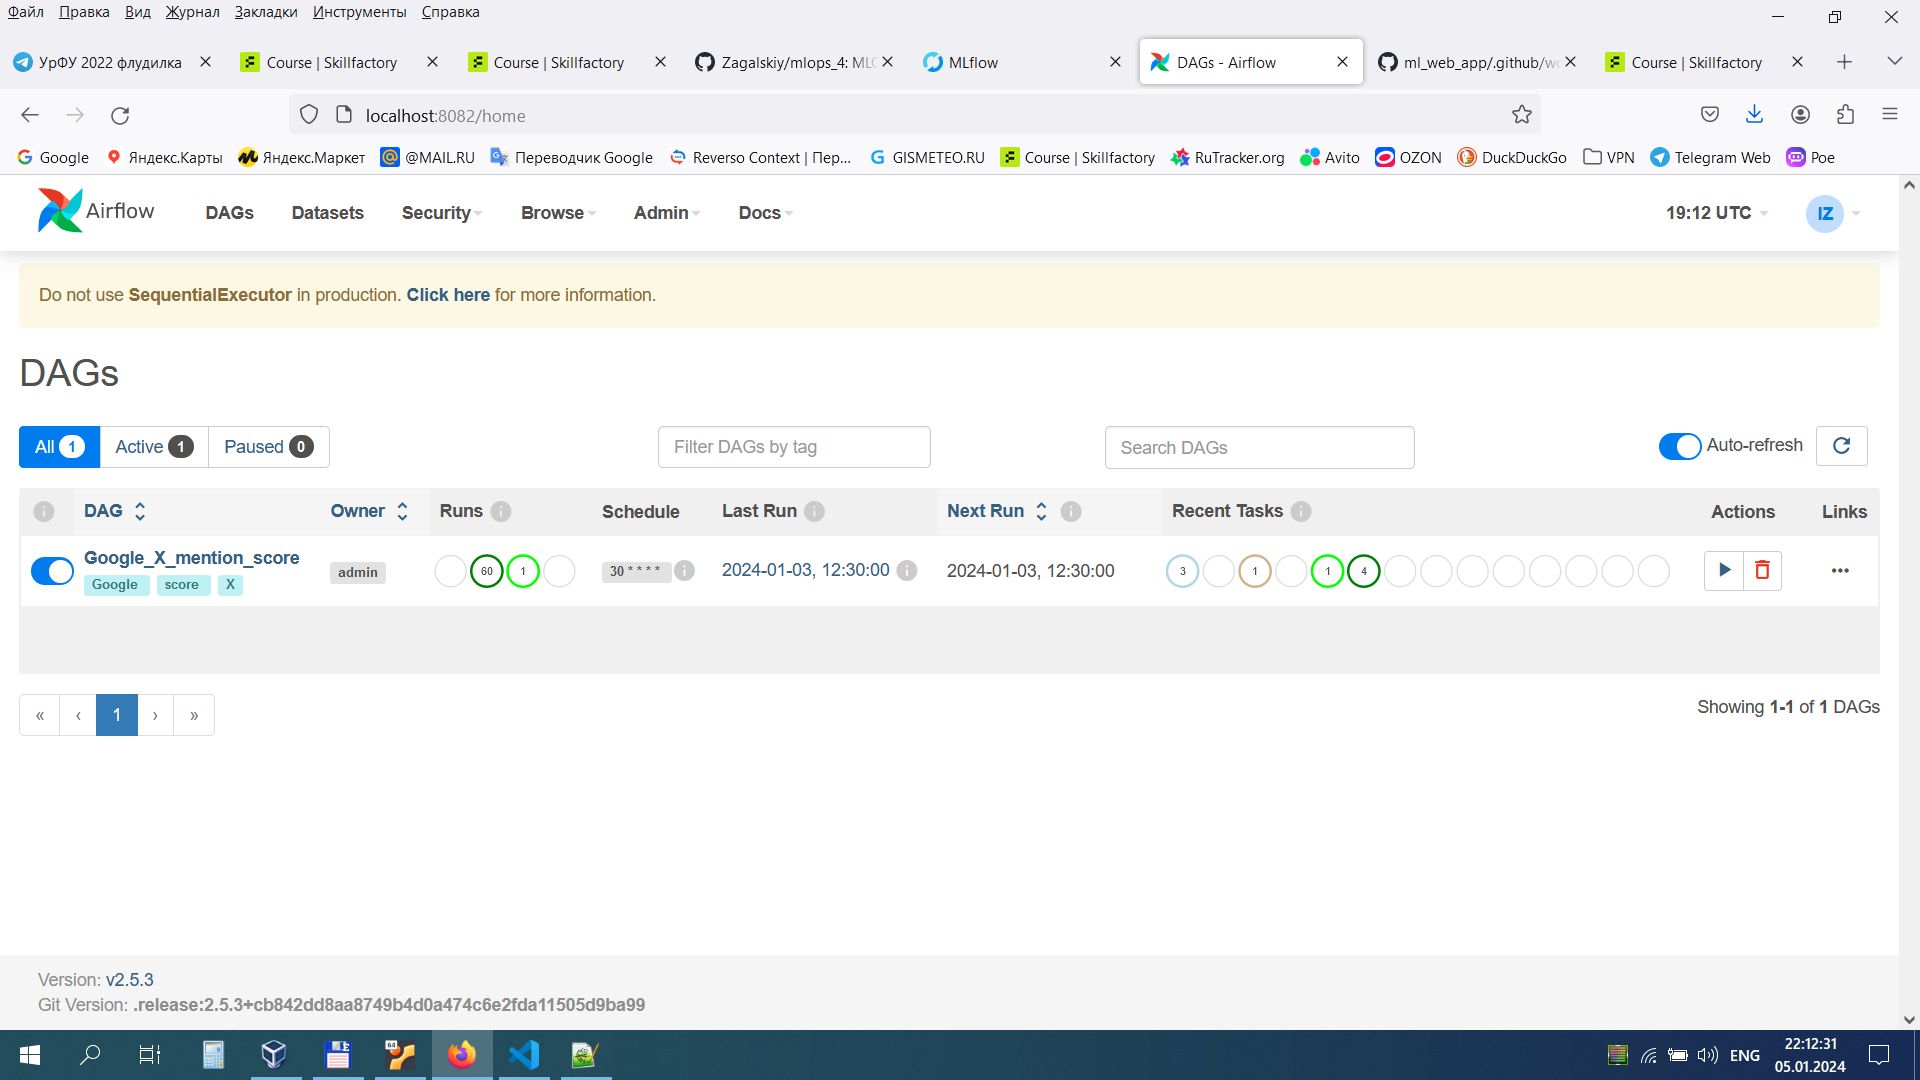 Файл Правка Вид Журнал Закладки Инструменты Справка
УрФУ 2022 флудилка Course | Skillfactory Course | Skillfactory Zagalskiy/mlops_4: MLO MLflow DAGs - Airflow ml_web_app/.github/wo Course | Skillfactory
localhost:8082/home
Google Яндекс.Карты Яндекс.Маркет @MAIL.RU Переводчик Google Reverso Context | Пер... GISMETEO.RU Course | Skillfactory RuTracker.org Avito OZON DuckDuckGo VPN Telegram Web Poe
Airflow DAGs Datasets Security Browse Admin Docs 19:12 UTC IZ
Do not use SequentialExecutor in production. Click here for more information.
DAGs
All 1 Active 1 Paused 0 Filter DAGs by tag Search DAGs Auto-refresh
DAG Owner Runs Schedule Last Run Next Run Recent Tasks Actions Links
Google_X_mention_score admin 60 1 30 * * * * 2024-01-03, 12:30:00 2024-01-03, 12:30:00 3 1 1 4
Google score X
« ‹ 1 › » Showing 1-1 of 1 DAGs
Version: v2.5.3
Git Version: .release:2.5.3+cb842dd8aa8749b4d0a474c6e2fda11505d9ba99
64 ENG 22:12:31
05.01.2024